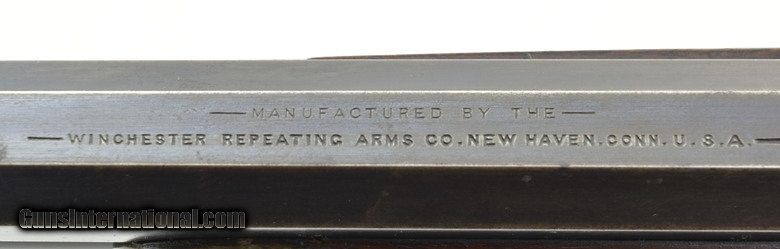 — MANUFACTURED BY THE —
— WINCHESTER REPEATING ARMS CO. NEW HAVEN. CONN. U. S. A. —
GunsInternational.com